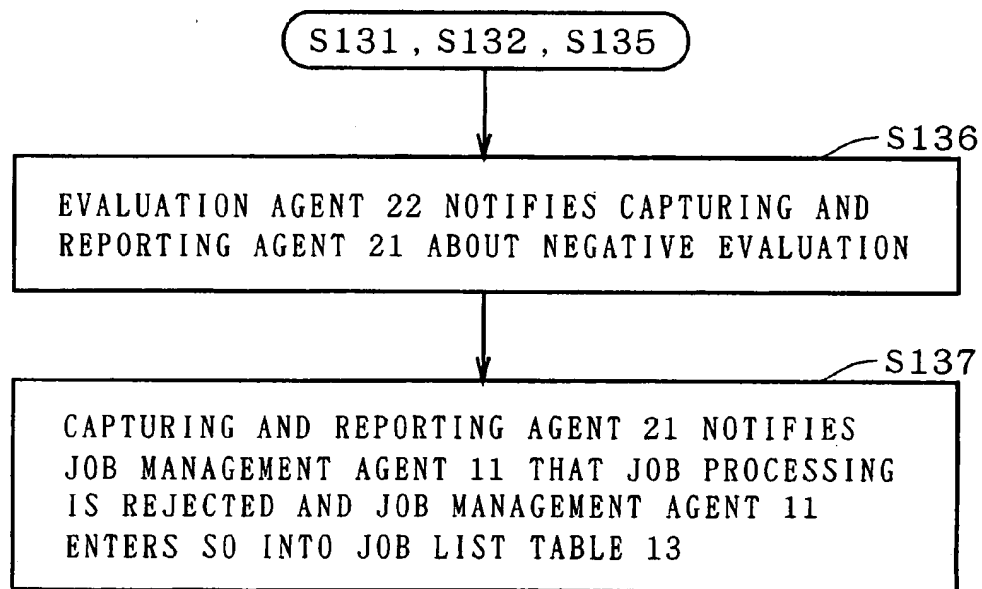 S131, S132, S135
S136
EVALUATION AGENT 22 NOTIFIES CAPTURING AND
REPORTING AGENT 21 ABOUT NEGATIVE EVALUATION
S137
CAPTURING AND REPORTING AGENT 21 NOTIFIES
JOB MANAGEMENT AGENT 11 THAT JOB PROCESSING
IS REJECTED AND JOB MANAGEMENT AGENT 11
ENTERS SO INTO JOB LIST TABLE 13